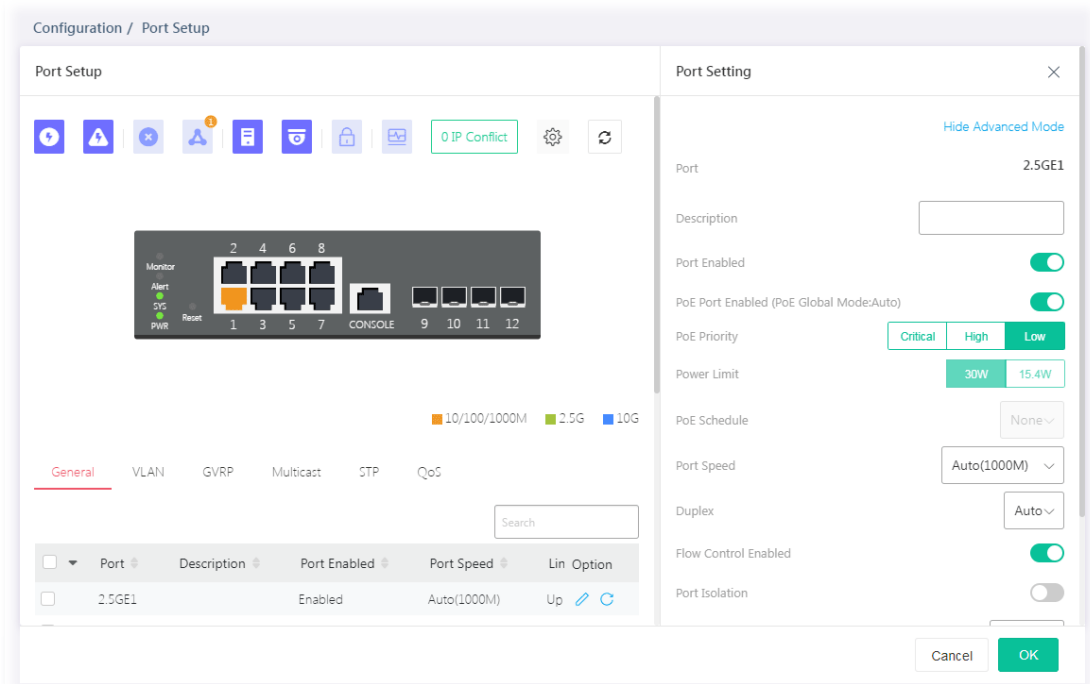 Configuration / Port Setup
Port Setup
1
0 IP Conflict
2 4 6 8
Monitor
Alert
SYS
Reset
PWR
1 3 5 7 CONSOLE 9 10 11 12
10/100/1000M 2.5G 10G
General VLAN GVRP Multicast STP QoS
Search
Port Description Port Enabled Port Speed Lin Option
2.5GE1 Enabled Auto(1000M) Up
Port Setting
Hide Advanced Mode
Port 2.5GE1
Description
Port Enabled
PoE Port Enabled (PoE Global Mode:Auto)
PoE Priority Critical High Low
Power Limit 30W 15.4W
PoE Schedule None
Port Speed Auto(1000M)
Duplex Auto
Flow Control Enabled
Port Isolation
Cancel OK